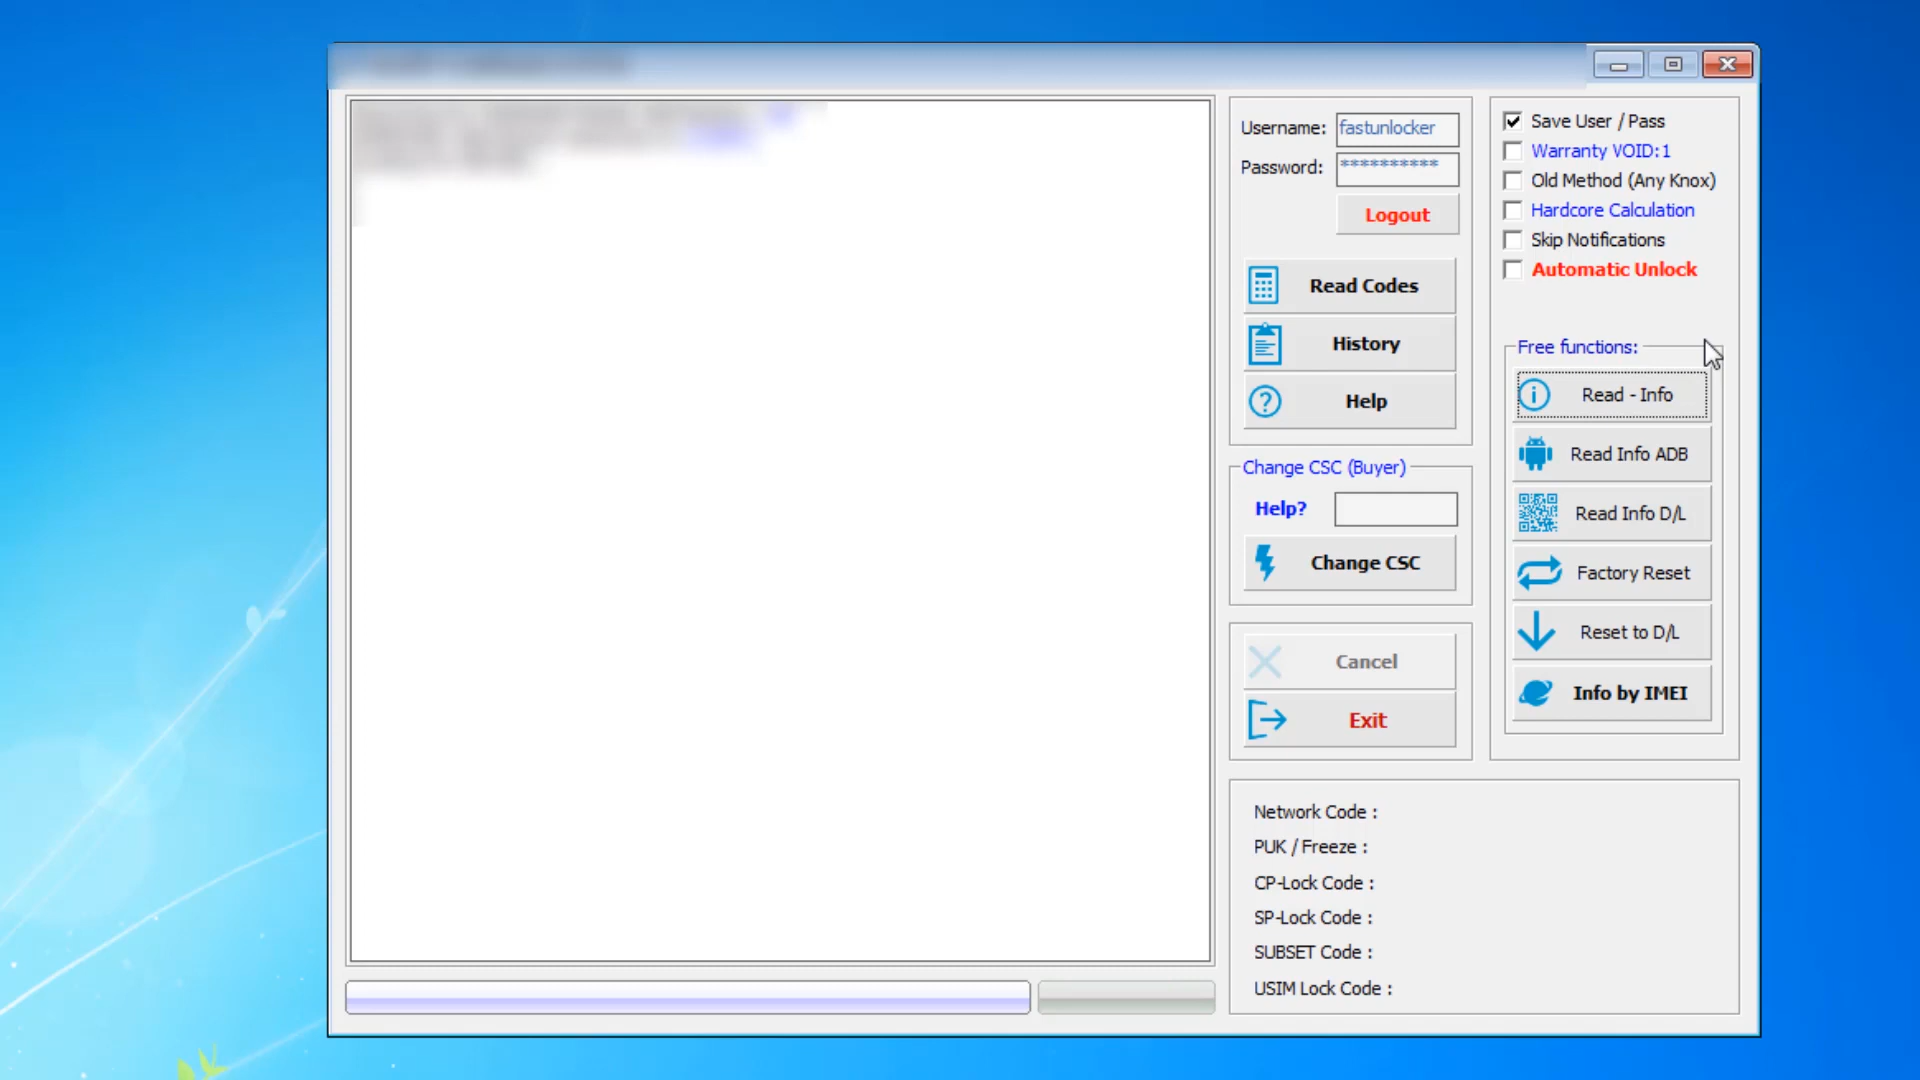 Username: fastunlocker
Password: **********
Logout
Read Codes
History
Help
Change CSC (Buyer)
Help?
Change CSC
Cancel
Exit
Save User / Pass
Warranty VOID:1
Old Method (Any Knox)
Hardcore Calculation
Skip Notifications
Automatic Unlock
Free functions:
Read - Info
Read Info ADB
Read Info D/L
Factory Reset
Reset to D/L
Info by IMEI
Network Code :
PUK / Freeze :
CP-Lock Code :
SP-Lock Code :
SUBSET Code :
USIM Lock Code :